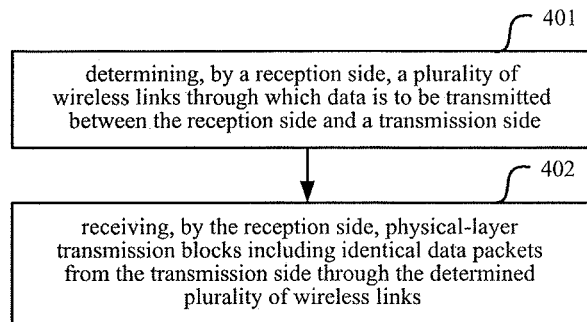 401
determining, by a reception side, a plurality of
wireless links through which data is to be transmitted
between the reception side and a transmission side
402
receiving, by the reception side, physical-layer
transmission blocks including identical data packets
from the transmission side through the determined
plurality of wireless links